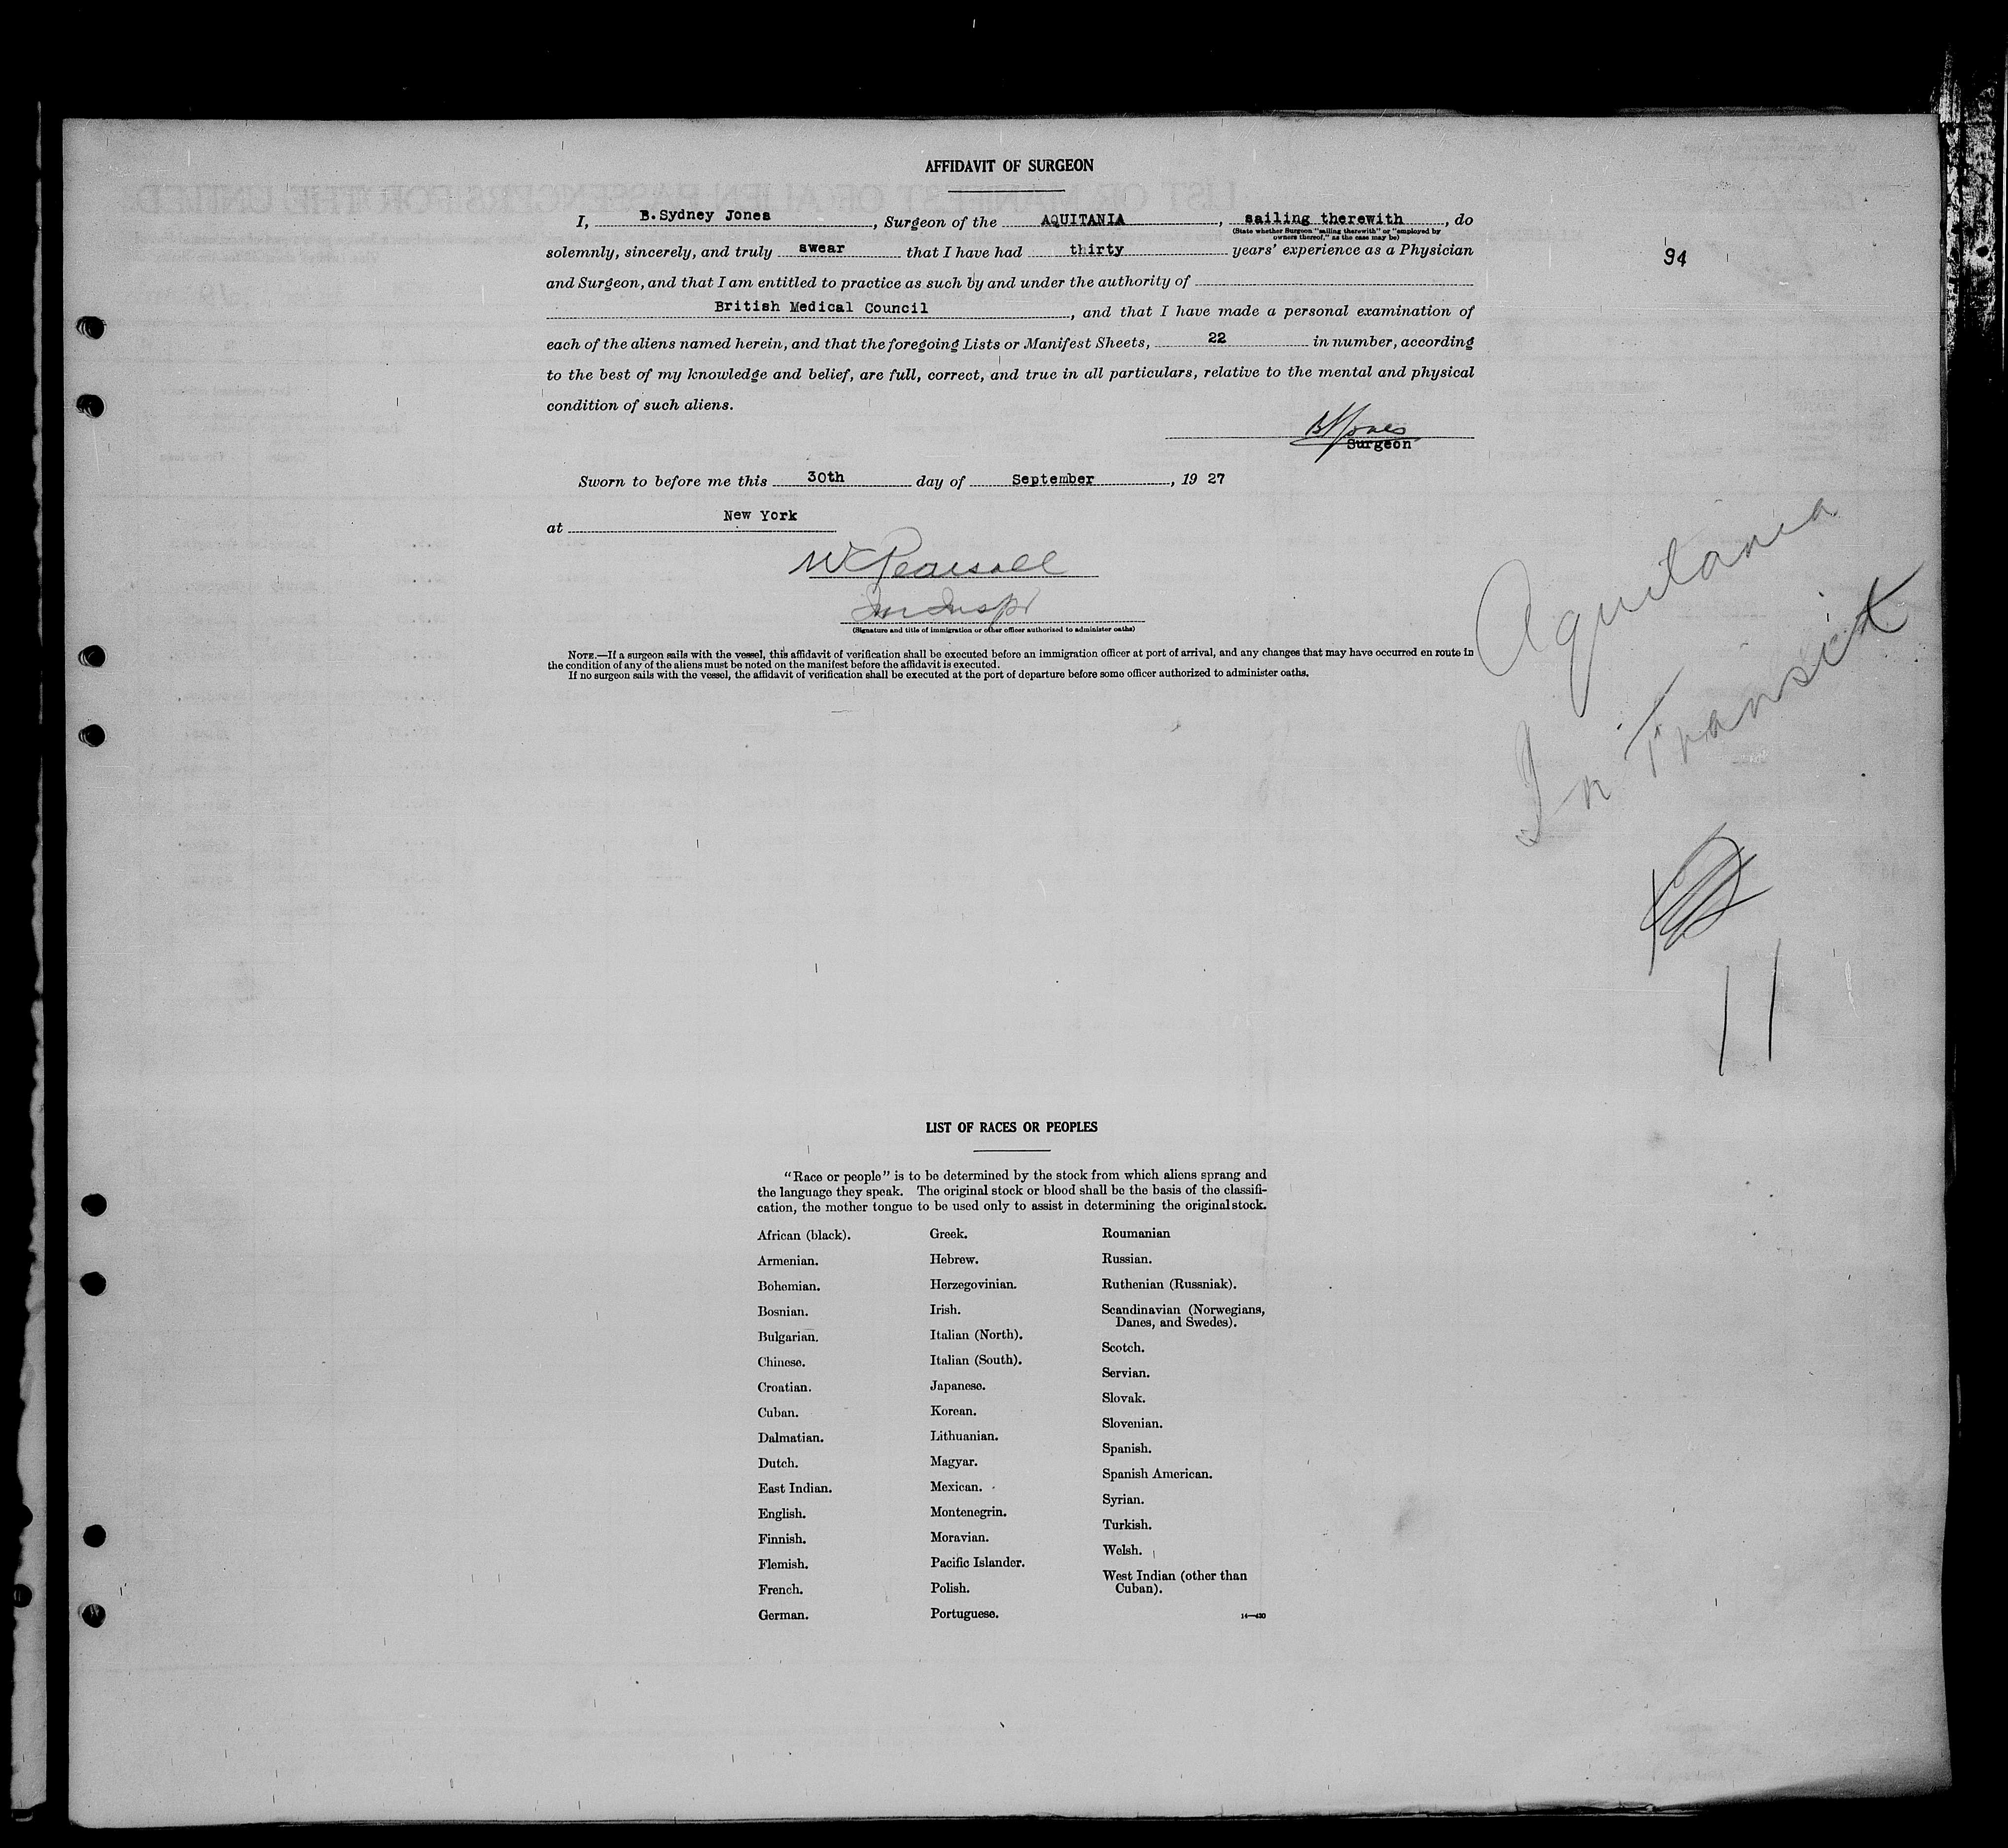 AFFIDAVIT OF SURGEON
I, B. Sydney Jones, Surgeon of the AQUITANIA, sailing therewith, do
(State whether Surgeon "sailing therewith" or "employed by
owners thereof," as the case may be)
solemnly, sincerely, and truly swear that I have had thirty years' experience as a Physician
and Surgeon, and that I am entitled to practice as such by and under the authority of
British Medical Council, and that I have made a personal examination of
each of the aliens named herein, and that the foregoing Lists or Manifest Sheets, 22 in number, according
to the best of my knowledge and belief, are full, correct, and true in all particulars, relative to the mental and physical
condition of such aliens.
B S Jones
Surgeon
Sworn to before me this 30th day of September, 19 27
at New York
W Pearsall
Im Inspr
(Signature and title of immigration or other officer authorized to administer oaths)
NOTE.—If a surgeon sails with the vessel, this affidavit of verification shall be executed before an immigration officer at port of arrival, and any changes that may have occurred en route in
the condition of any of the aliens must be noted on the manifest before the affidavit is executed.
If no surgeon sails with the vessel, the affidavit of verification shall be executed at the port of departure before some officer authorized to administer oaths.
94
Aquitania
In Transit
11
LIST OF RACES OR PEOPLES
"Race or people" is to be determined by the stock from which aliens sprang and
the language they speak. The original stock or blood shall be the basis of the classifi-
cation, the mother tongue to be used only to assist in determining the original stock.
African (black).
Armenian.
Bohemian.
Bosnian.
Bulgarian.
Chinese.
Croatian.
Cuban.
Dalmatian.
Dutch.
East Indian.
English.
Finnish.
Flemish.
French.
German.
Greek.
Hebrew.
Herzegovinian.
Irish.
Italian (North).
Italian (South).
Japanese.
Korean.
Lithuanian.
Magyar.
Mexican.
Montenegrin.
Moravian.
Pacific Islander.
Polish.
Portuguese.
Roumanian
Russian.
Ruthenian (Russniak).
Scandinavian (Norwegians,
Danes, and Swedes).
Scotch.
Servian.
Slovak.
Slovenian.
Spanish.
Spanish American.
Syrian.
Turkish.
Welsh.
West Indian (other than
Cuban).
14—430